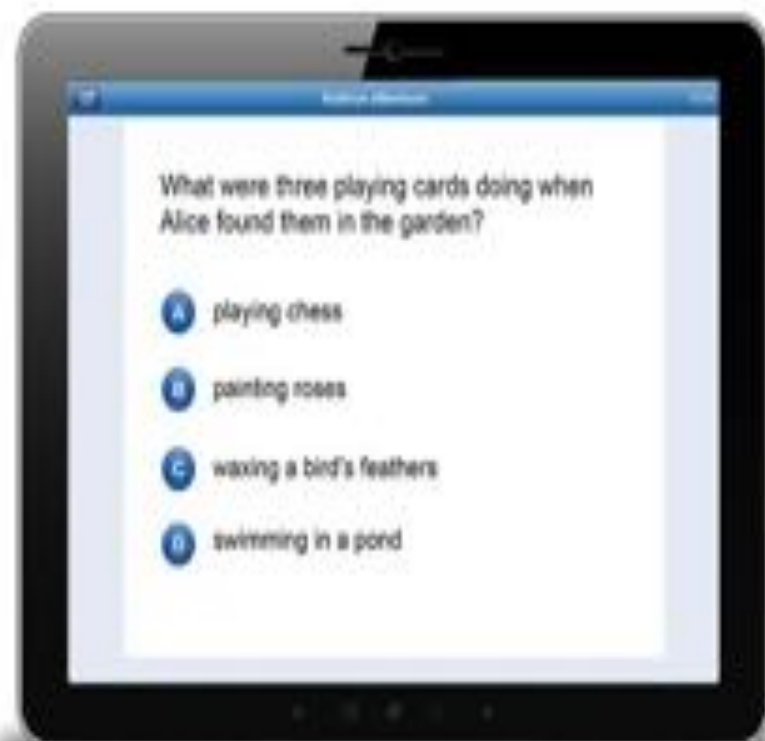 What were three playing cards doing when
Alice found them in the garden?
A playing chess
B painting roses
C waxing a bird's feathers
D swimming in a pond